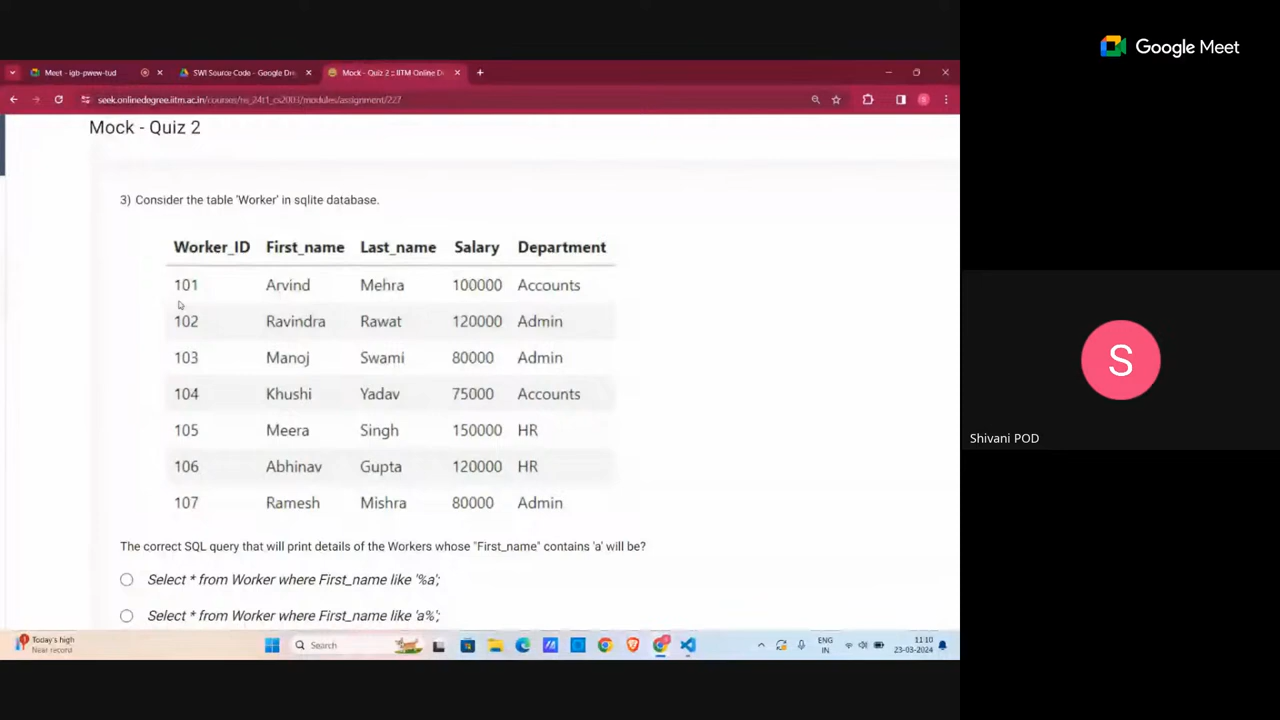 Google Meet
Meet - igb-pwew-tud
SWI Source Code - Google Dri
Mock - Quiz 2 :: IITM Online D
seek.onlinedegree.iitm.ac.in/courses/ns_24t1_cs2003/modules/assignment/227
Mock - Quiz 2
3) Consider the table 'Worker' in sqlite database.
Worker_ID First_name Last_name Salary Department
101 Arvind Mehra 100000 Accounts
102 Ravindra Rawat 120000 Admin
103 Manoj Swami 80000 Admin
104 Khushi Yadav 75000 Accounts
105 Meera Singh 150000 HR
106 Abhinav Gupta 120000 HR
107 Ramesh Mishra 80000 Admin
The correct SQL query that will print details of the Workers whose "First_name" contains 'a' will be?
Select * from Worker where First_name like '%a';
Select * from Worker where First_name like 'a%';
S
Shivani POD
Today's high
Near record
Search
ENG
IN
11:10
23-03-2024